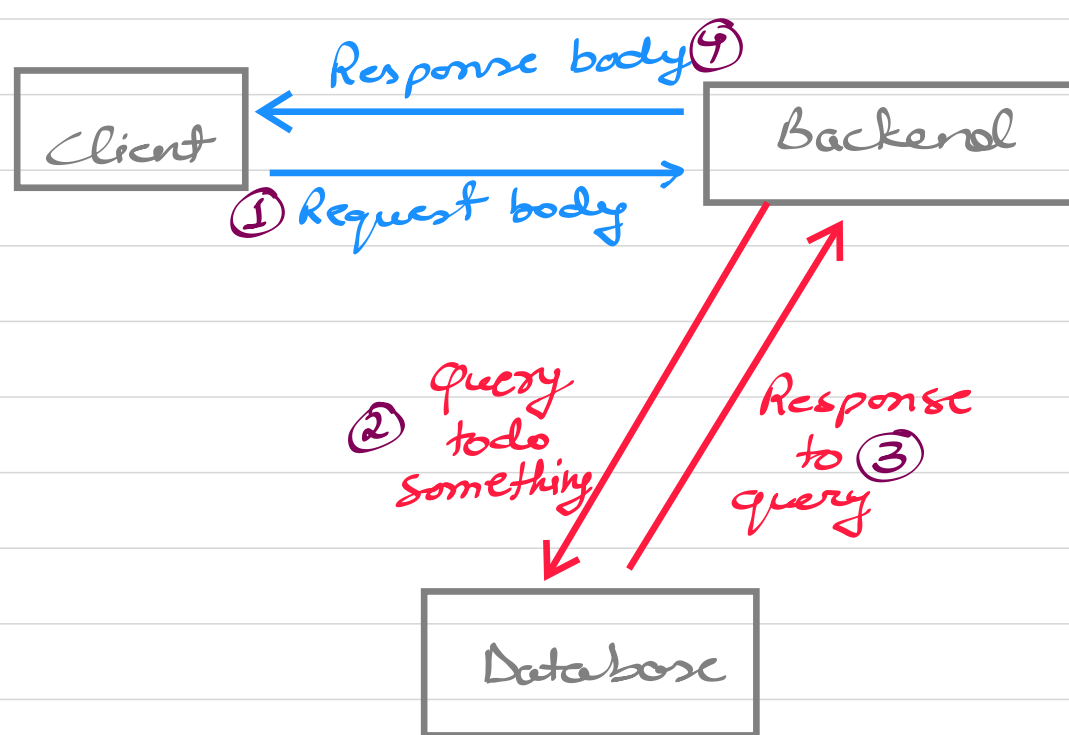 Response body 4
Client
Backend
1 Request body
Query
2 todo
something
Response
to 3
query
Database